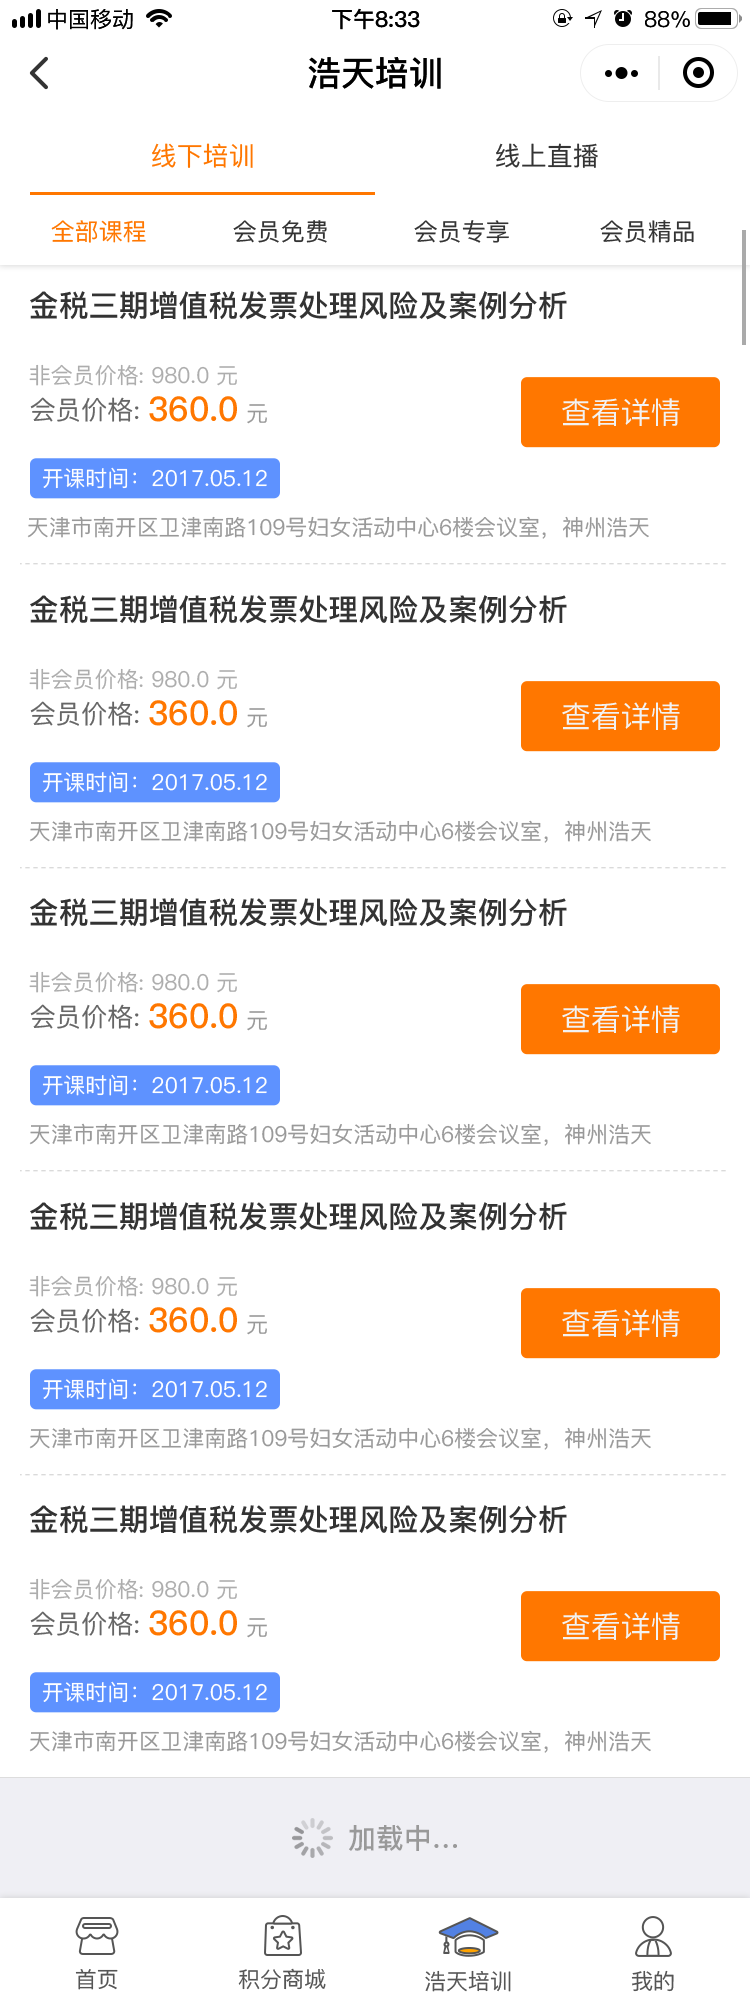 中国移动 下午8:33 88%
浩天培训
线下培训 线上直播
全部课程 会员免费 会员专享 会员精品
金税三期增值税发票处理风险及案例分析
非会员价格: 980.0 元
会员价格: 360.0 元
查看详情
开课时间：2017.05.12
天津市南开区卫津南路109号妇女活动中心6楼会议室，神州浩天
金税三期增值税发票处理风险及案例分析
非会员价格: 980.0 元
会员价格: 360.0 元
查看详情
开课时间：2017.05.12
天津市南开区卫津南路109号妇女活动中心6楼会议室，神州浩天
金税三期增值税发票处理风险及案例分析
非会员价格: 980.0 元
会员价格: 360.0 元
查看详情
开课时间：2017.05.12
天津市南开区卫津南路109号妇女活动中心6楼会议室，神州浩天
金税三期增值税发票处理风险及案例分析
非会员价格: 980.0 元
会员价格: 360.0 元
查看详情
开课时间：2017.05.12
天津市南开区卫津南路109号妇女活动中心6楼会议室，神州浩天
金税三期增值税发票处理风险及案例分析
非会员价格: 980.0 元
会员价格: 360.0 元
查看详情
开课时间：2017.05.12
天津市南开区卫津南路109号妇女活动中心6楼会议室，神州浩天
加载中...
首页 积分商城 浩天培训 我的